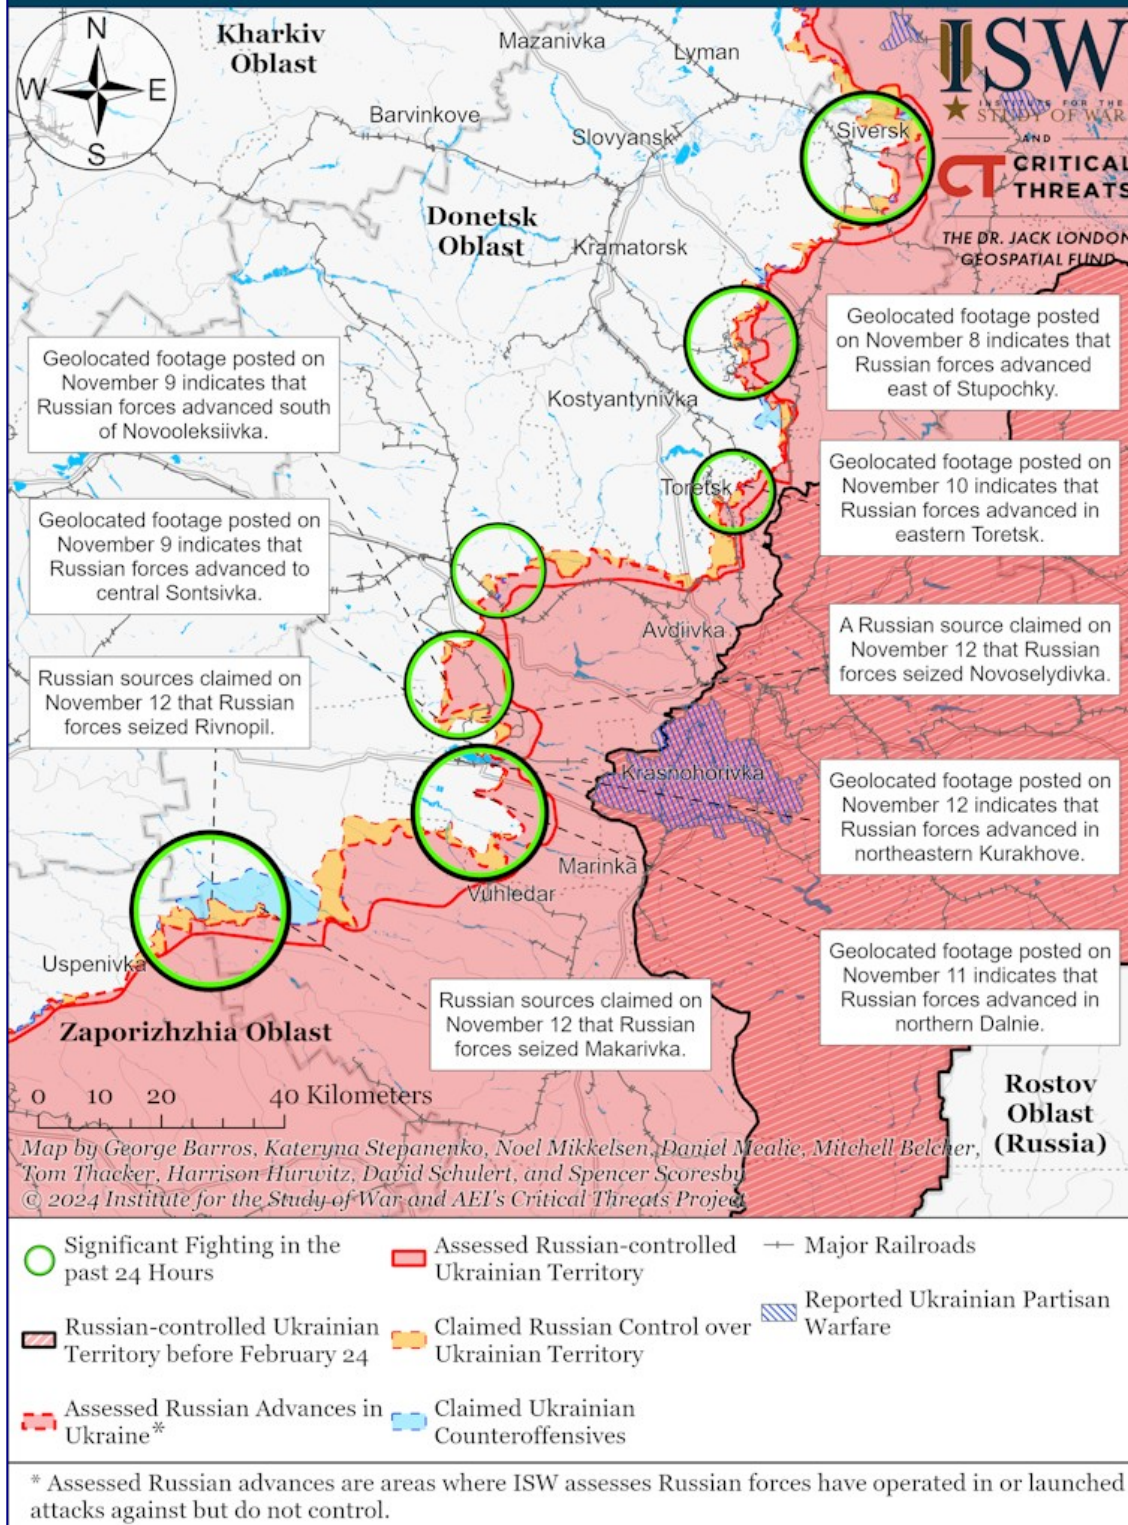 N
W
E
S
Kharkiv
Oblast
Mazanivka
Lyman
ISW
INSTITUTE FOR THE
STUDY OF WAR
AND
CT CRITICAL
THREATS
THE DR. JACK LONDON
GEOSPATIAL FUND
Barvinkove
Slovyansk
Siversk
Donetsk
Oblast
Kramatorsk
Geolocated footage posted
on November 8 indicates that
Russian forces advanced
east of Stupochky.
Geolocated footage posted on
November 9 indicates that
Russian forces advanced south
of Novooleksiivka.
Kostyantynivka
Geolocated footage posted on
November 10 indicates that
Russian forces advanced in
eastern Toretsk.
Toretsk
Geolocated footage posted on
November 9 indicates that
Russian forces advanced to
central Sontsivka.
Avdiivka
A Russian source claimed on
November 12 that Russian
forces seized Novoselydivka.
Russian sources claimed on
November 12 that Russian
forces seized Rivnopil.
Krasnohorivka
Geolocated footage posted on
November 12 indicates that
Russian forces advanced in
northeastern Kurakhove.
Marinka
Vuhledar
Geolocated footage posted on
November 11 indicates that
Russian forces advanced in
northern Dalnie.
Uspenivka
Russian sources claimed on
November 12 that Russian
forces seized Makarivka.
Zaporizhzhia Oblast
Rostov
Oblast
(Russia)
0 10 20 40 Kilometers
Map by George Barros, Kateryna Stepanenko, Noel Mikkelsen, Daniel Mealie, Mitchell Belcher,
Tom Thacker, Harrison Hurwitz, David Schulert, and Spencer Scoresby
© 2024 Institute for the Study of War and AEI's Critical Threats Project
Significant Fighting in the
past 24 Hours
Assessed Russian-controlled
Ukrainian Territory
Major Railroads
Russian-controlled Ukrainian
Territory before February 24
Claimed Russian Control over
Ukrainian Territory
Reported Ukrainian Partisan
Warfare
Assessed Russian Advances in
Ukraine*
Claimed Ukrainian
Counteroffensives
* Assessed Russian advances are areas where ISW assesses Russian forces have operated in or launched
attacks against but do not control.